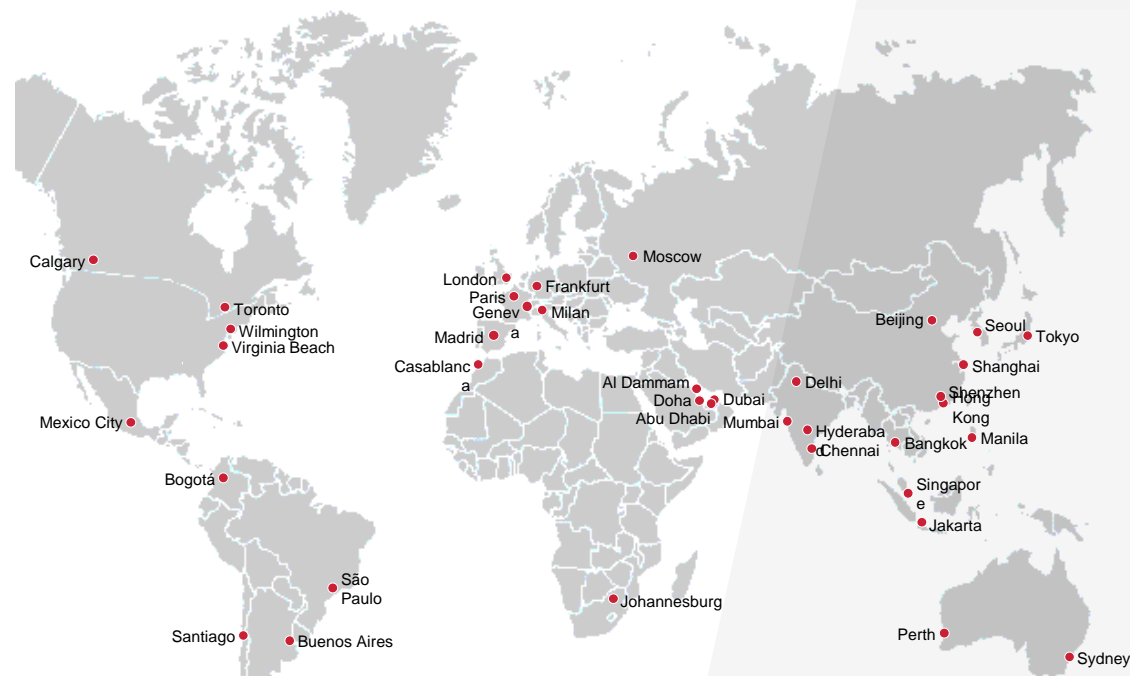 Moscow
Calgary
London
Frankfurt
Paris
Genev
a
Milan
Toronto
Wilmington
Virginia Beach
Madrid
Casablanc
a
Beijing
Seoul
Tokyo
Shanghai
Al Dammam
Doha
Dubai
Abu Dhabi
Delhi
Shenzhen
Hong
Kong
Mexico City
Mumbai
Hyderaba
d
Chennai
Bangkok
Manila
Bogotá
Singapor
e
Jakarta
São
Paulo
Johannesburg
Santiago
Buenos Aires
Perth
Sydney